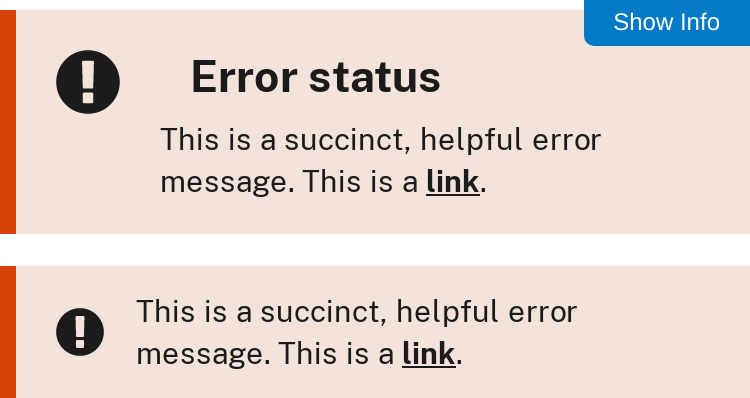 Show Info
Error status
This is a succinct, helpful error
message. This is a link.
This is a succinct, helpful error
message. This is a link.